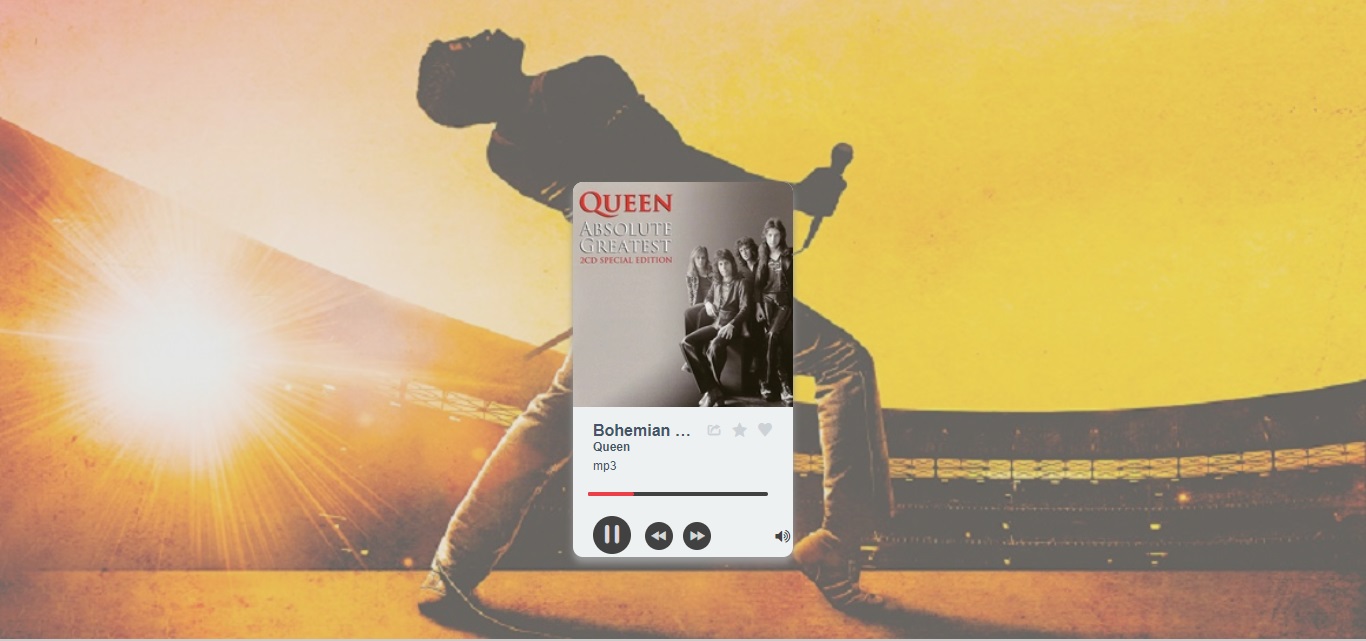 QUEEN
ABSOLUTE
GREATEST
2CD SPECIAL EDITION
Bohemian ...
Queen
mp3